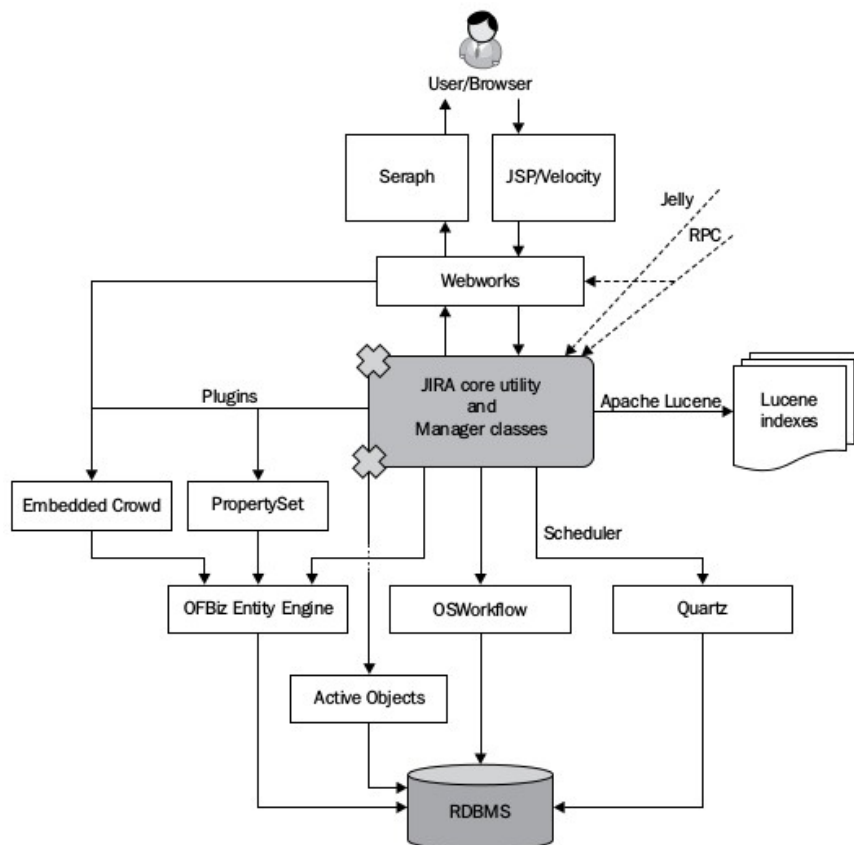 User/Browser
Seraph
JSP/Velocity
Jelly
RPC
Webworks
JIRA core utility
and
Manager classes
Plugins
Apache Lucene
Lucene
indexes
Embedded Crowd
PropertySet
Scheduler
OFBiz Entity Engine
OSWorkflow
Quartz
Active Objects
RDBMS